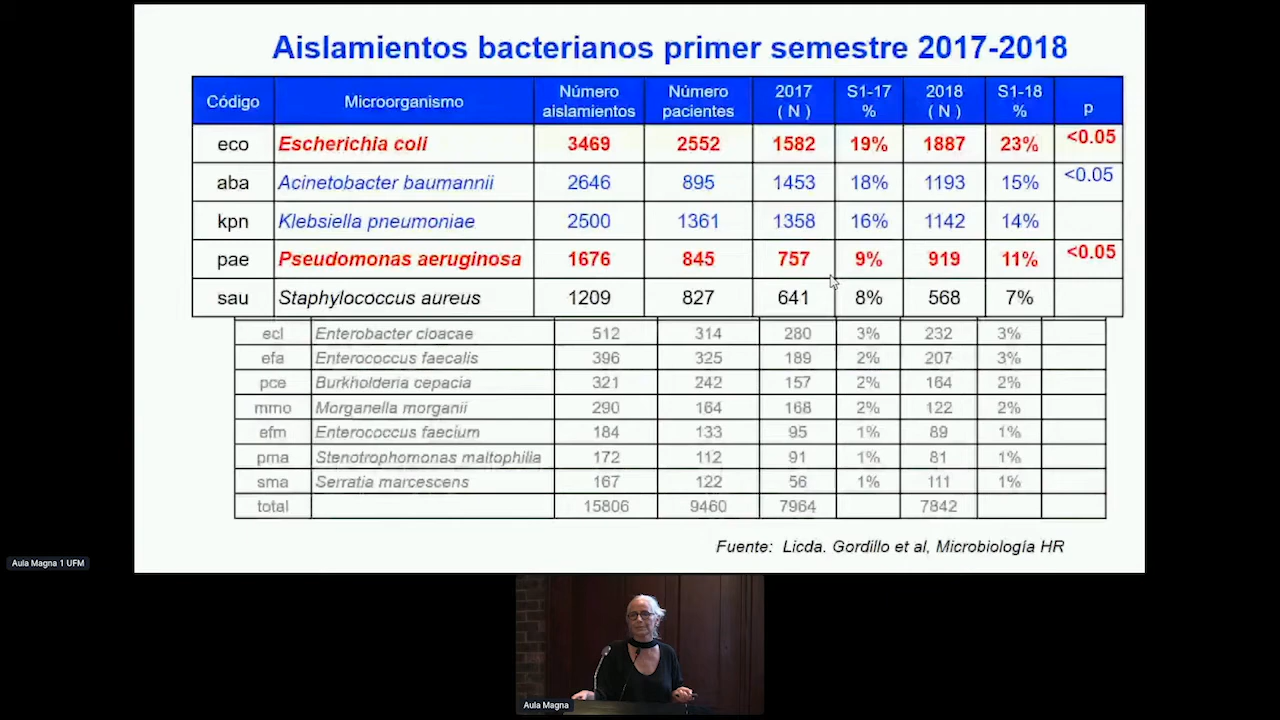 Aislamientos bacterianos primer semestre 2017-2018
Código Microorganismo Número aislamientos Número pacientes 2017 ( N ) S1-17 % 2018 ( N ) S1-18 % p
eco Escherichia coli 3469 2552 1582 19% 1887 23% <0.05
aba Acinetobacter baumannii 2646 895 1453 18% 1193 15% <0.05
kpn Klebsiella pneumoniae 2500 1361 1358 16% 1142 14%
pae Pseudomonas aeruginosa 1676 845 757 9% 919 11% <0.05
sau Staphylococcus aureus 1209 827 641 8% 568 7%
ecl Enterobacter cloacae 512 314 280 3% 232 3%
efa Enterococcus faecalis 396 325 189 2% 207 3%
pce Burkholderia cepacia 321 242 157 2% 164 2%
mmo Morganella morganii 290 164 168 2% 122 2%
efm Enterococcus faecium 184 133 95 1% 89 1%
pma Stenotrophomonas maltophilia 172 112 91 1% 81 1%
sma Serratia marcescens 167 122 56 1% 111 1%
total 15806 9460 7964 7842
Fuente: Licda. Gordillo et al, Microbiología HR
Aula Magna 1 UFM
Aula Magna